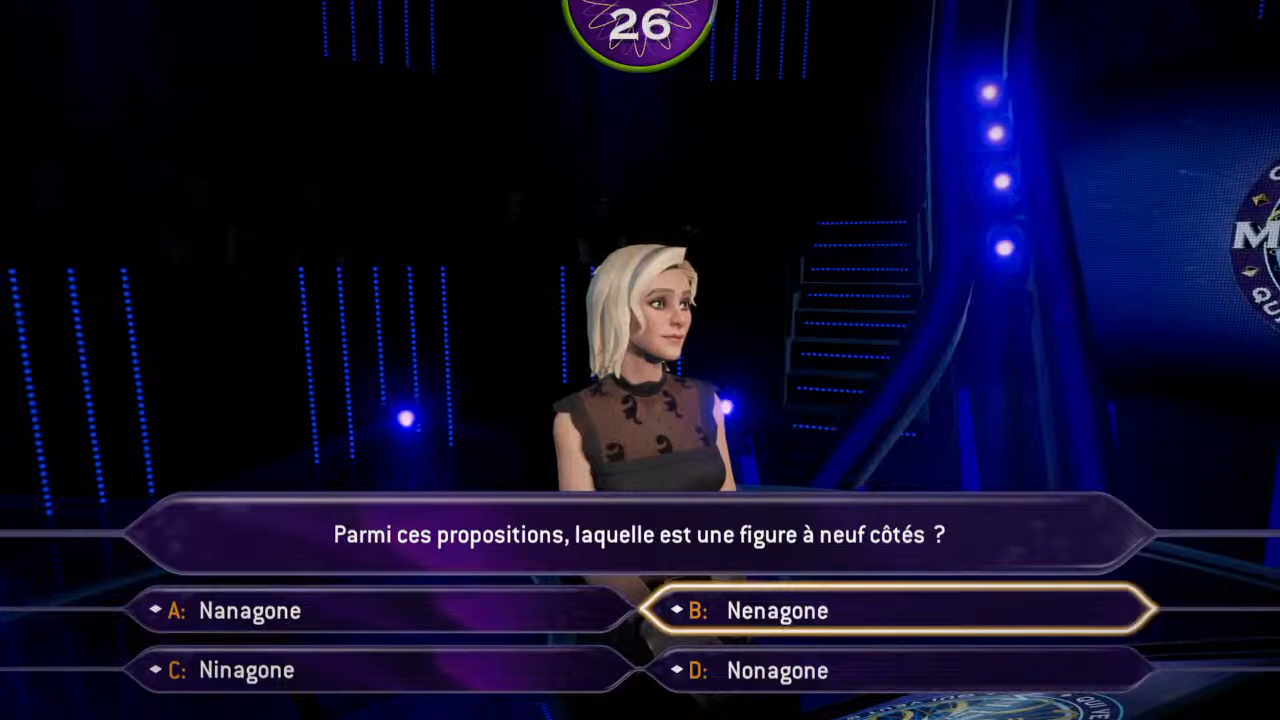 26
Parmi ces propositions, laquelle est une figure à neuf côtés ?
A: Nanagone
B: Nenagone
C: Ninagone
D: Nonagone